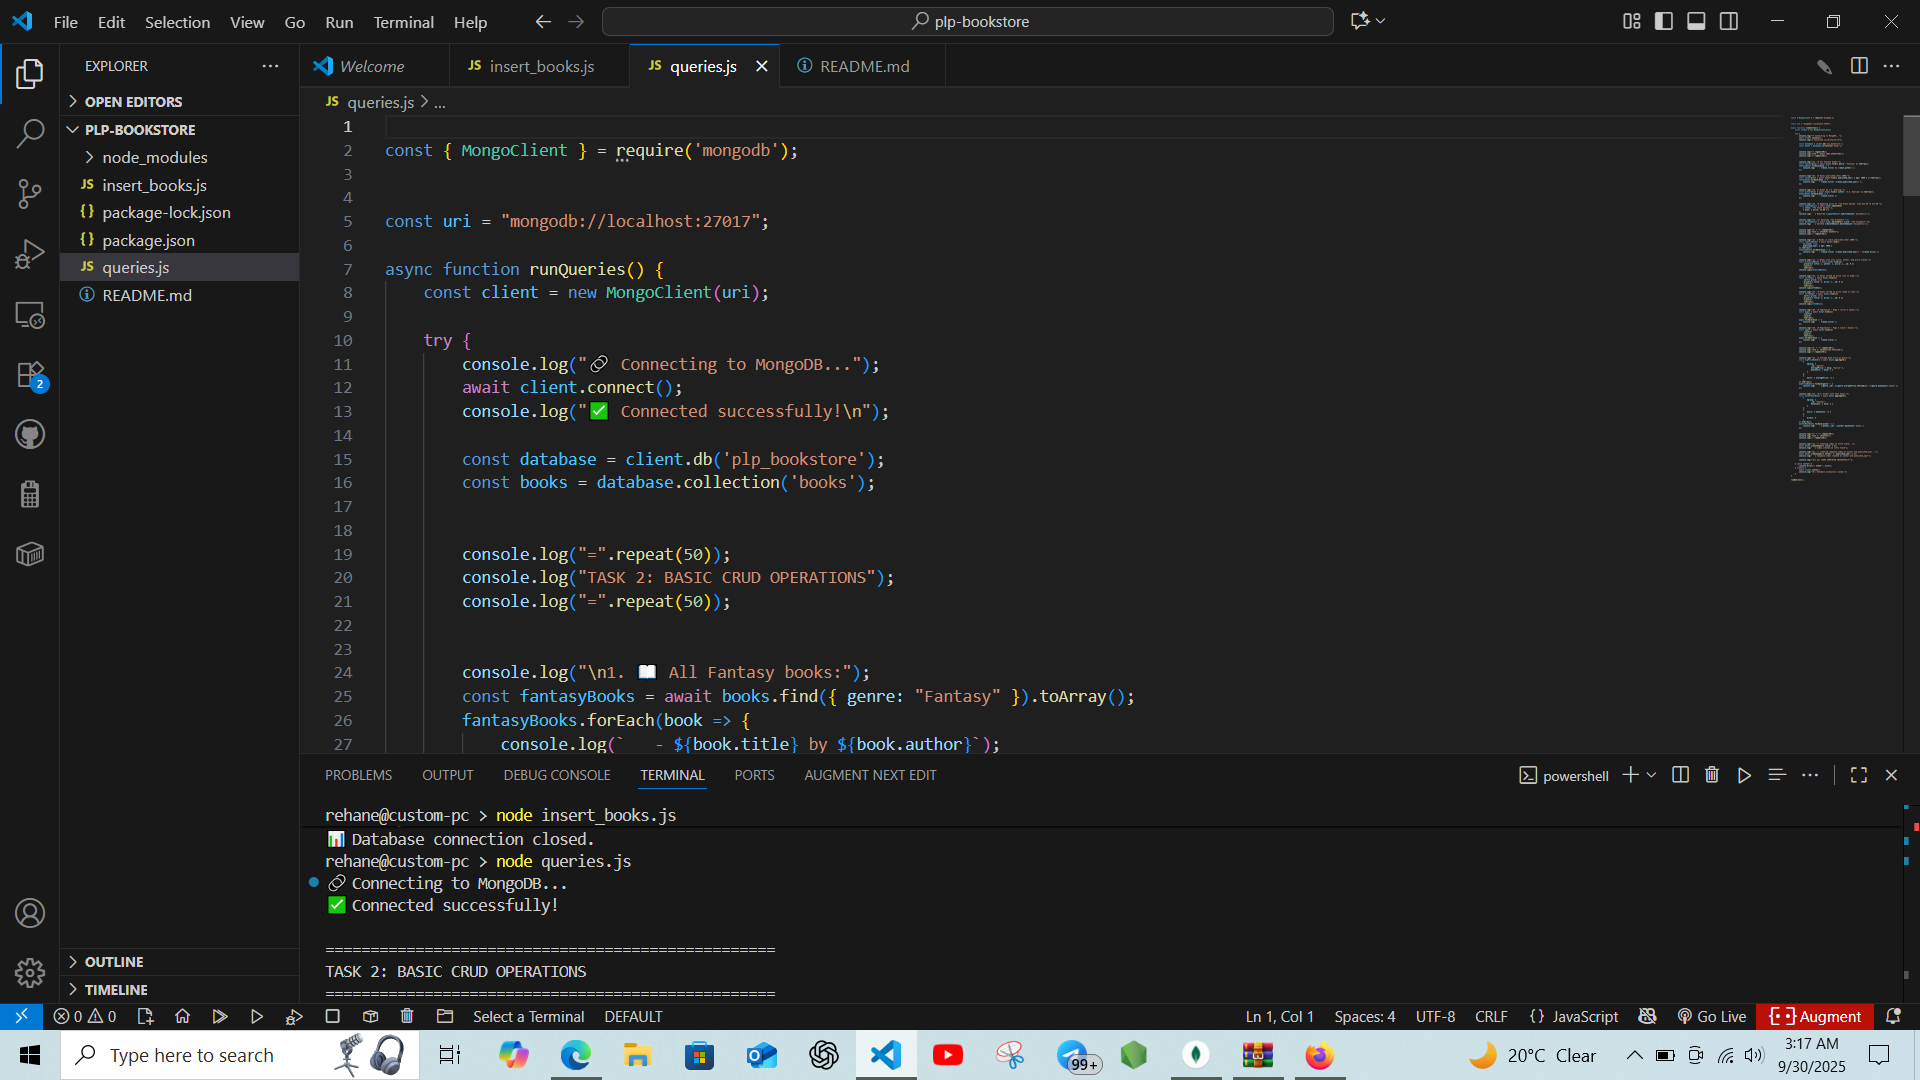 File Edit Selection View Go Run Terminal Help
plp-bookstore
EXPLORER
OPEN EDITORS
PLP-BOOKSTORE
node_modules
JS insert_books.js
{} package-lock.json
{} package.json
JS queries.js
README.md
OUTLINE
TIMELINE
2
Welcome
JS insert_books.js
JS queries.js
README.md
JS queries.js > ...
1
2 const { MongoClient } = require('mongodb');
3
4
5 const uri = "mongodb://localhost:27017";
6
7 async function runQueries() {
8 const client = new MongoClient(uri);
9
10 try {
11 console.log("🔗 Connecting to MongoDB...");
12 await client.connect();
13 console.log("✅ Connected successfully!\n");
14
15 const database = client.db('plp_bookstore');
16 const books = database.collection('books');
17
18
19 console.log("=".repeat(50));
20 console.log("TASK 2: BASIC CRUD OPERATIONS");
21 console.log("=".repeat(50));
22
23
24 console.log("\n1. 📖 All Fantasy books:");
25 const fantasyBooks = await books.find({ genre: "Fantasy" }).toArray();
26 fantasyBooks.forEach(book => {
27 console.log(`   - ${book.title} by ${book.author}`);
PROBLEMS OUTPUT DEBUG CONSOLE TERMINAL PORTS AUGMENT NEXT EDIT
powershell
rehane@custom-pc > node insert_books.js
📊 Database connection closed.
rehane@custom-pc > node queries.js
🔗 Connecting to MongoDB...
✅ Connected successfully!
==================================================
TASK 2: BASIC CRUD OPERATIONS
==================================================
0 0 Select a Terminal DEFAULT
Ln 1, Col 1 Spaces: 4 UTF-8 CRLF {} JavaScript Go Live Augment
Type here to search
99+
20°C Clear
3:17 AM
9/30/2025